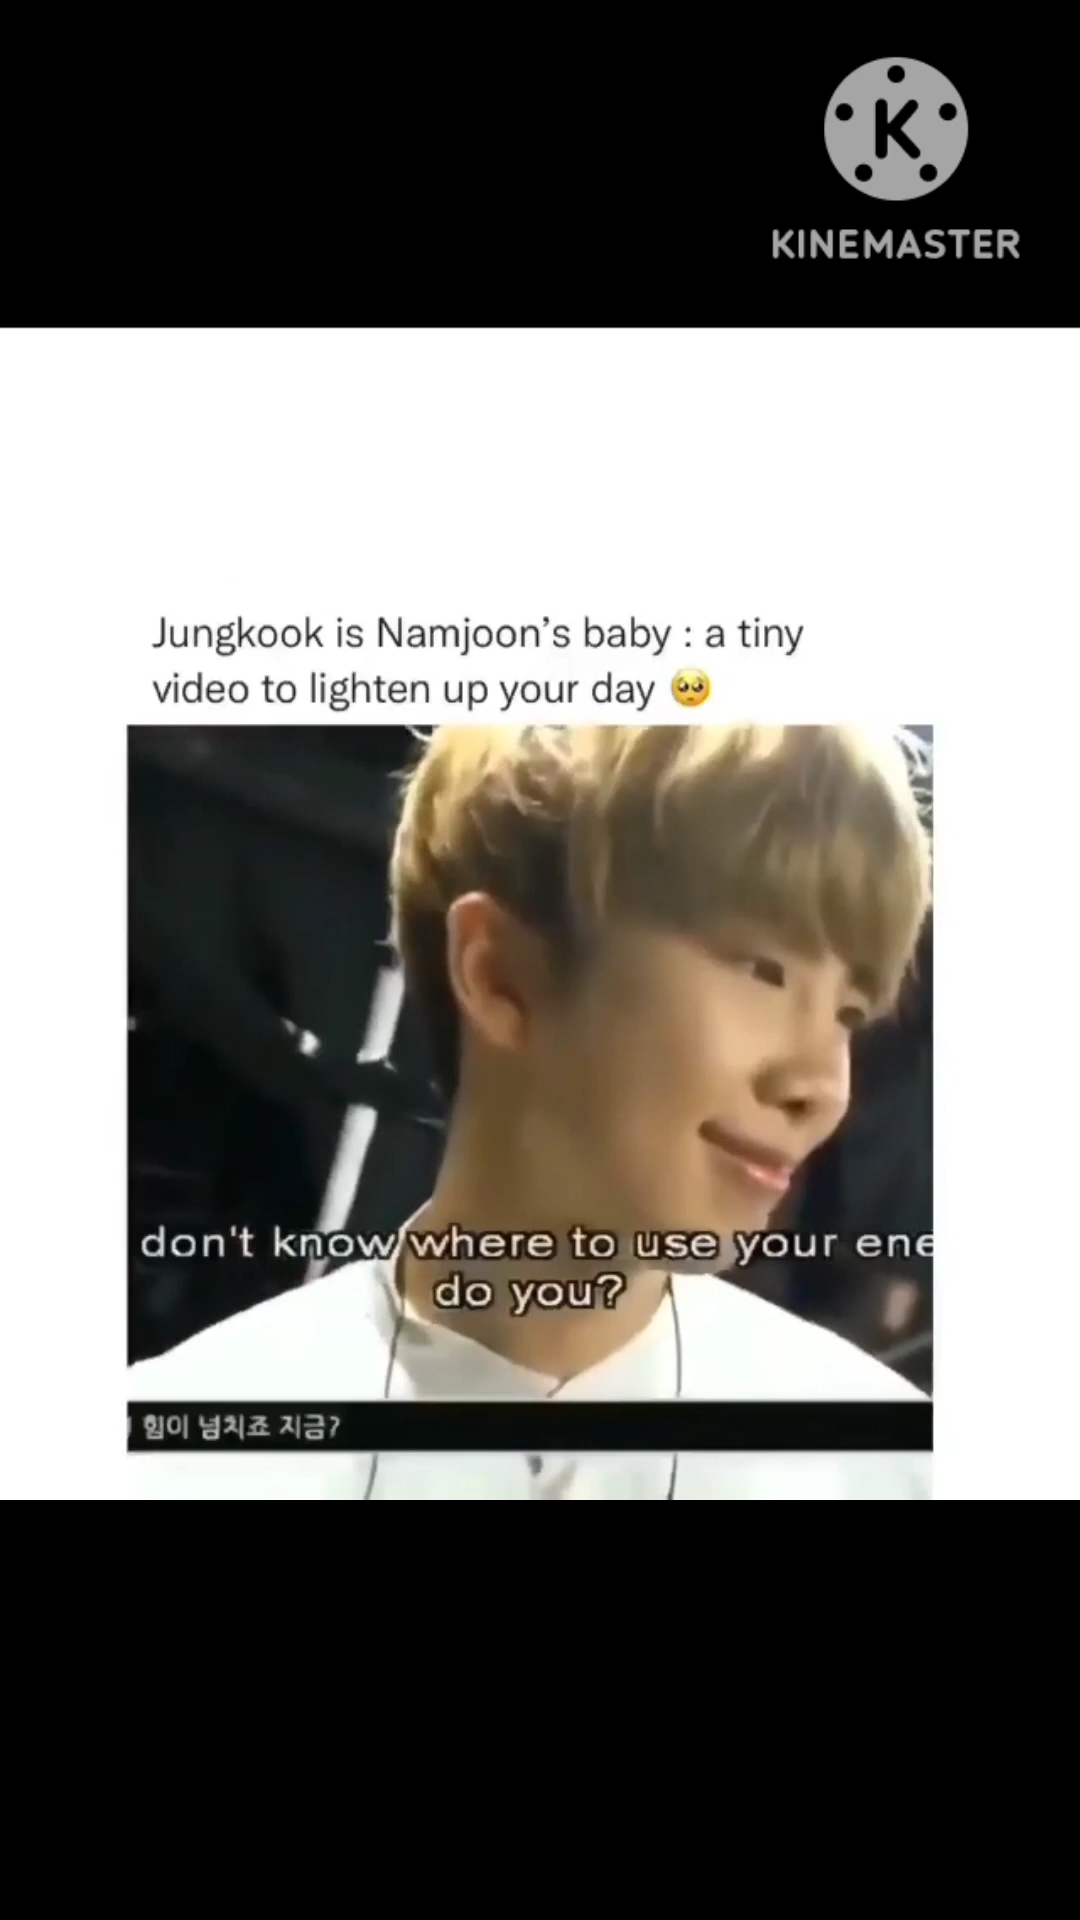 K
KINEMASTER
Jungkook is Namjoon’s baby : a tiny
video to lighten up your day 🥺
don't know where to use your ene
do you?
힘이 넘치죠 지금?